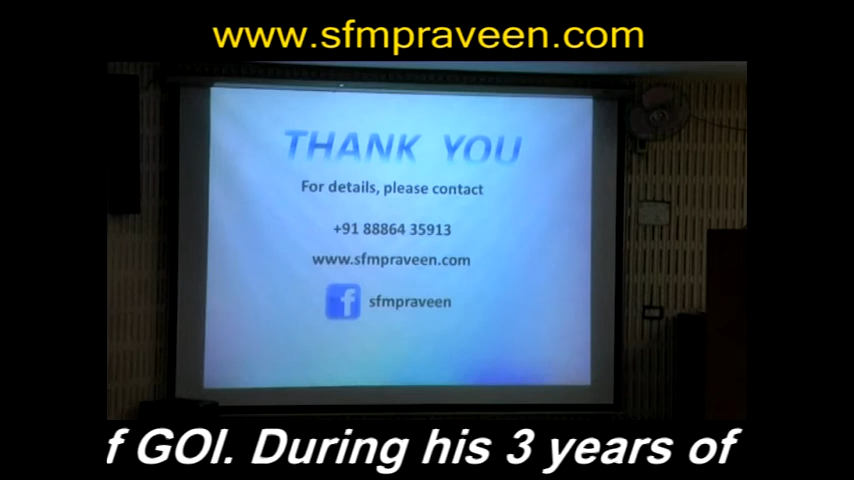 www.sfmpraveen.com
THANK YOU
For details, please contact
+91 88864 35913
www.sfmpraveen.com
f sfmpraveen
f GOI. During his 3 years of